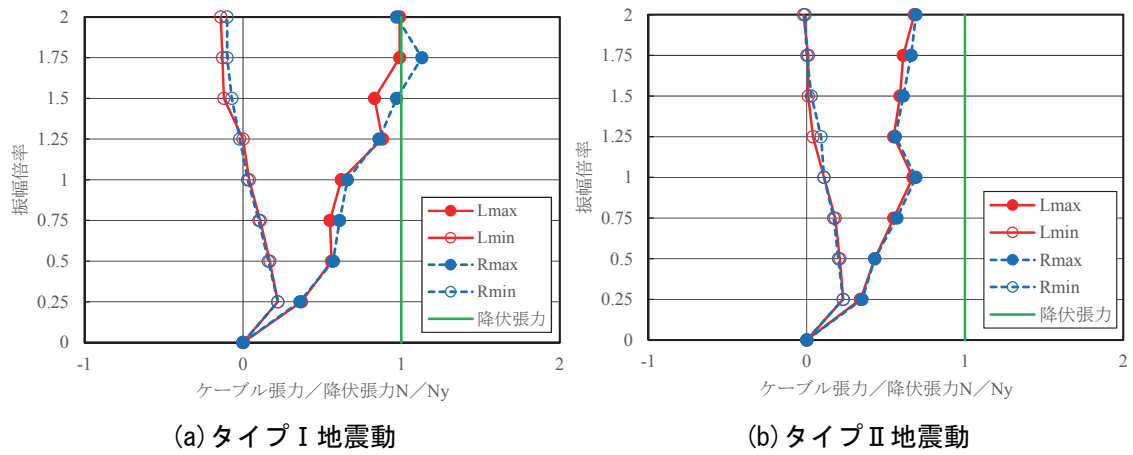 2
1.75
1.5
1.25
1
0.75
0.5
0.25
0
振幅倍率
-1
0
1
2
ケーブル張力／降伏張力N／Ny
Lmax
Lmin
Rmax
Rmin
降伏張力
(a)タイプⅠ地震動
2
1.75
1.5
1.25
1
0.75
0.5
0.25
0
振幅倍率
-1
0
1
2
ケーブル張力／降伏張力N／Ny
Lmax
Lmin
Rmax
Rmin
降伏張力
(b)タイプⅡ地震動